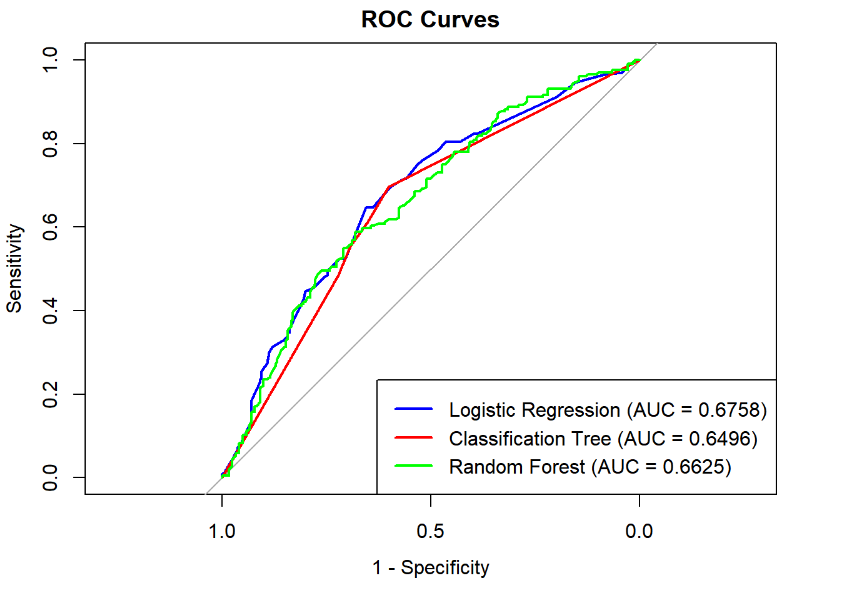 ROC Curves
1.0
0.8
0.6
0.4
0.2
0.0
Sensitivity
Logistic Regression (AUC = 0.6758)
Classification Tree (AUC = 0.6496)
Random Forest (AUC = 0.6625)
1.0 0.5 0.0
1 - Specificity